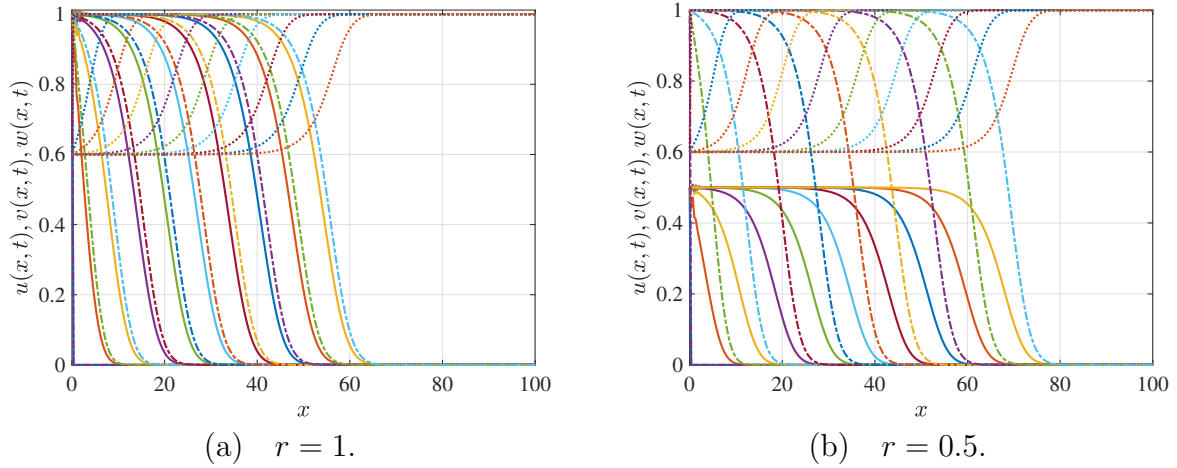 u(x, t), v(x, t), w(x, t)
1
0.8
0.6
0.4
0.2
0
0 20 40 60 80 100
x
(a) r = 1.
u(x, t), v(x, t), w(x, t)
1
0.8
0.6
0.4
0.2
0
0 20 40 60 80 100
x
(b) r = 0.5.